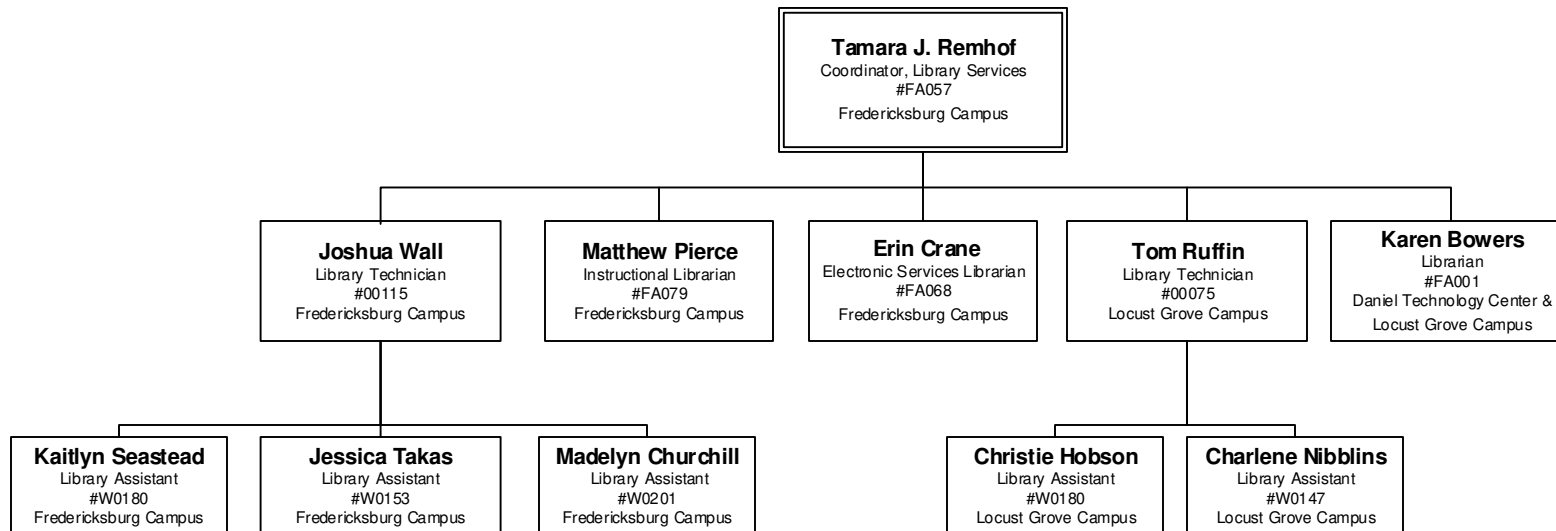 Tamara J. Remhof
Coordinator, Library Services
#FA057
Fredericksburg Campus
Joshua Wall
Library Technician
#00115
Fredericksburg Campus
Matthew Pierce
Instructional Librarian
#FA079
Fredericksburg Campus
Erin Crane
Electronic Services Librarian
#FA068
Fredericksburg Campus
Tom Ruffin
Library Technician
#00075
Locust Grove Campus
Karen Bowers
Librarian
#FA001
Daniel Technology Center &
Locust Grove Campus
Kaitlyn Seastead
Library Assistant
#W0180
Fredericksburg Campus
Jessica Takas
Library Assistant
#W0153
Fredericksburg Campus
Madelyn Churchill
Library Assistant
#W0201
Fredericksburg Campus
Christie Hobson
Library Assistant
#W0180
Locust Grove Campus
Charlene Nibblins
Library Assistant
#W0147
Locust Grove Campus